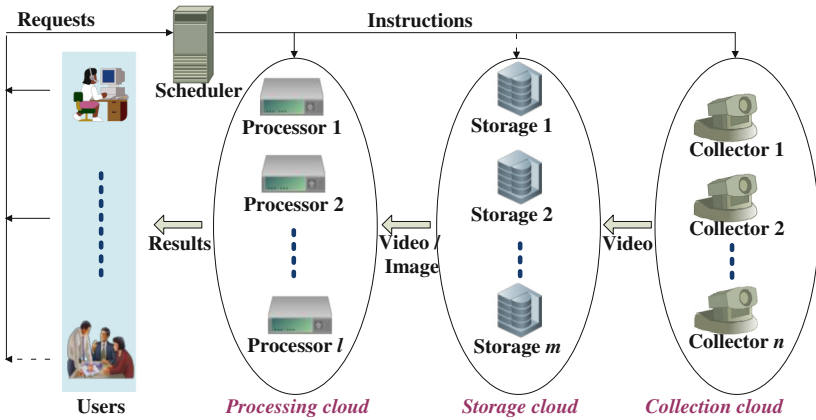 Requests
Instructions
Scheduler
Processor 1
Processor 2
Processor l
Storage 1
Storage 2
Storage m
Collector 1
Collector 2
Collector n
Results
Video /
Image
Video
Users
Processing cloud
Storage cloud
Collection cloud